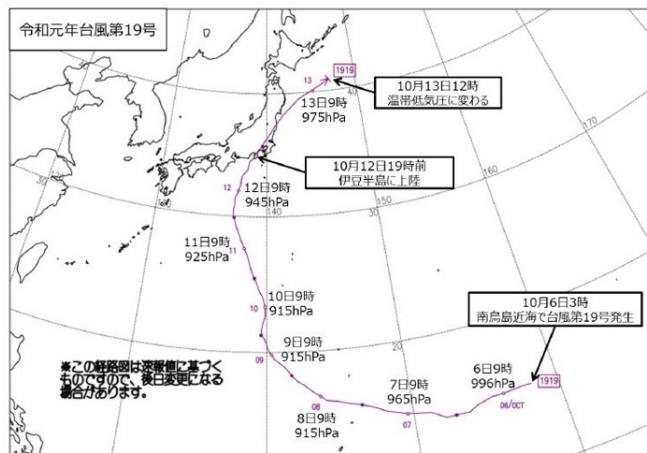 令和元年台風第19号
13
1919
40
10月13日12時
温帯低気圧に変わる
13日9時
975hPa
170
10月12日19時前
伊豆半島に上陸
12
12日9時
945hPa
30
140
150
160
30
11
11日9時
925hPa
10
10日9時
915hPa
10月6日3時
南鳥島近海で台風第19号発生
09
9日9時
915hPa
20
20
※この経路図は速報値に基づく
ものですので、後日変更になる
場合があります。
6日9時
996hPa
1919
7日9時
965hPa
06/OCT
08
07
8日9時
915hPa